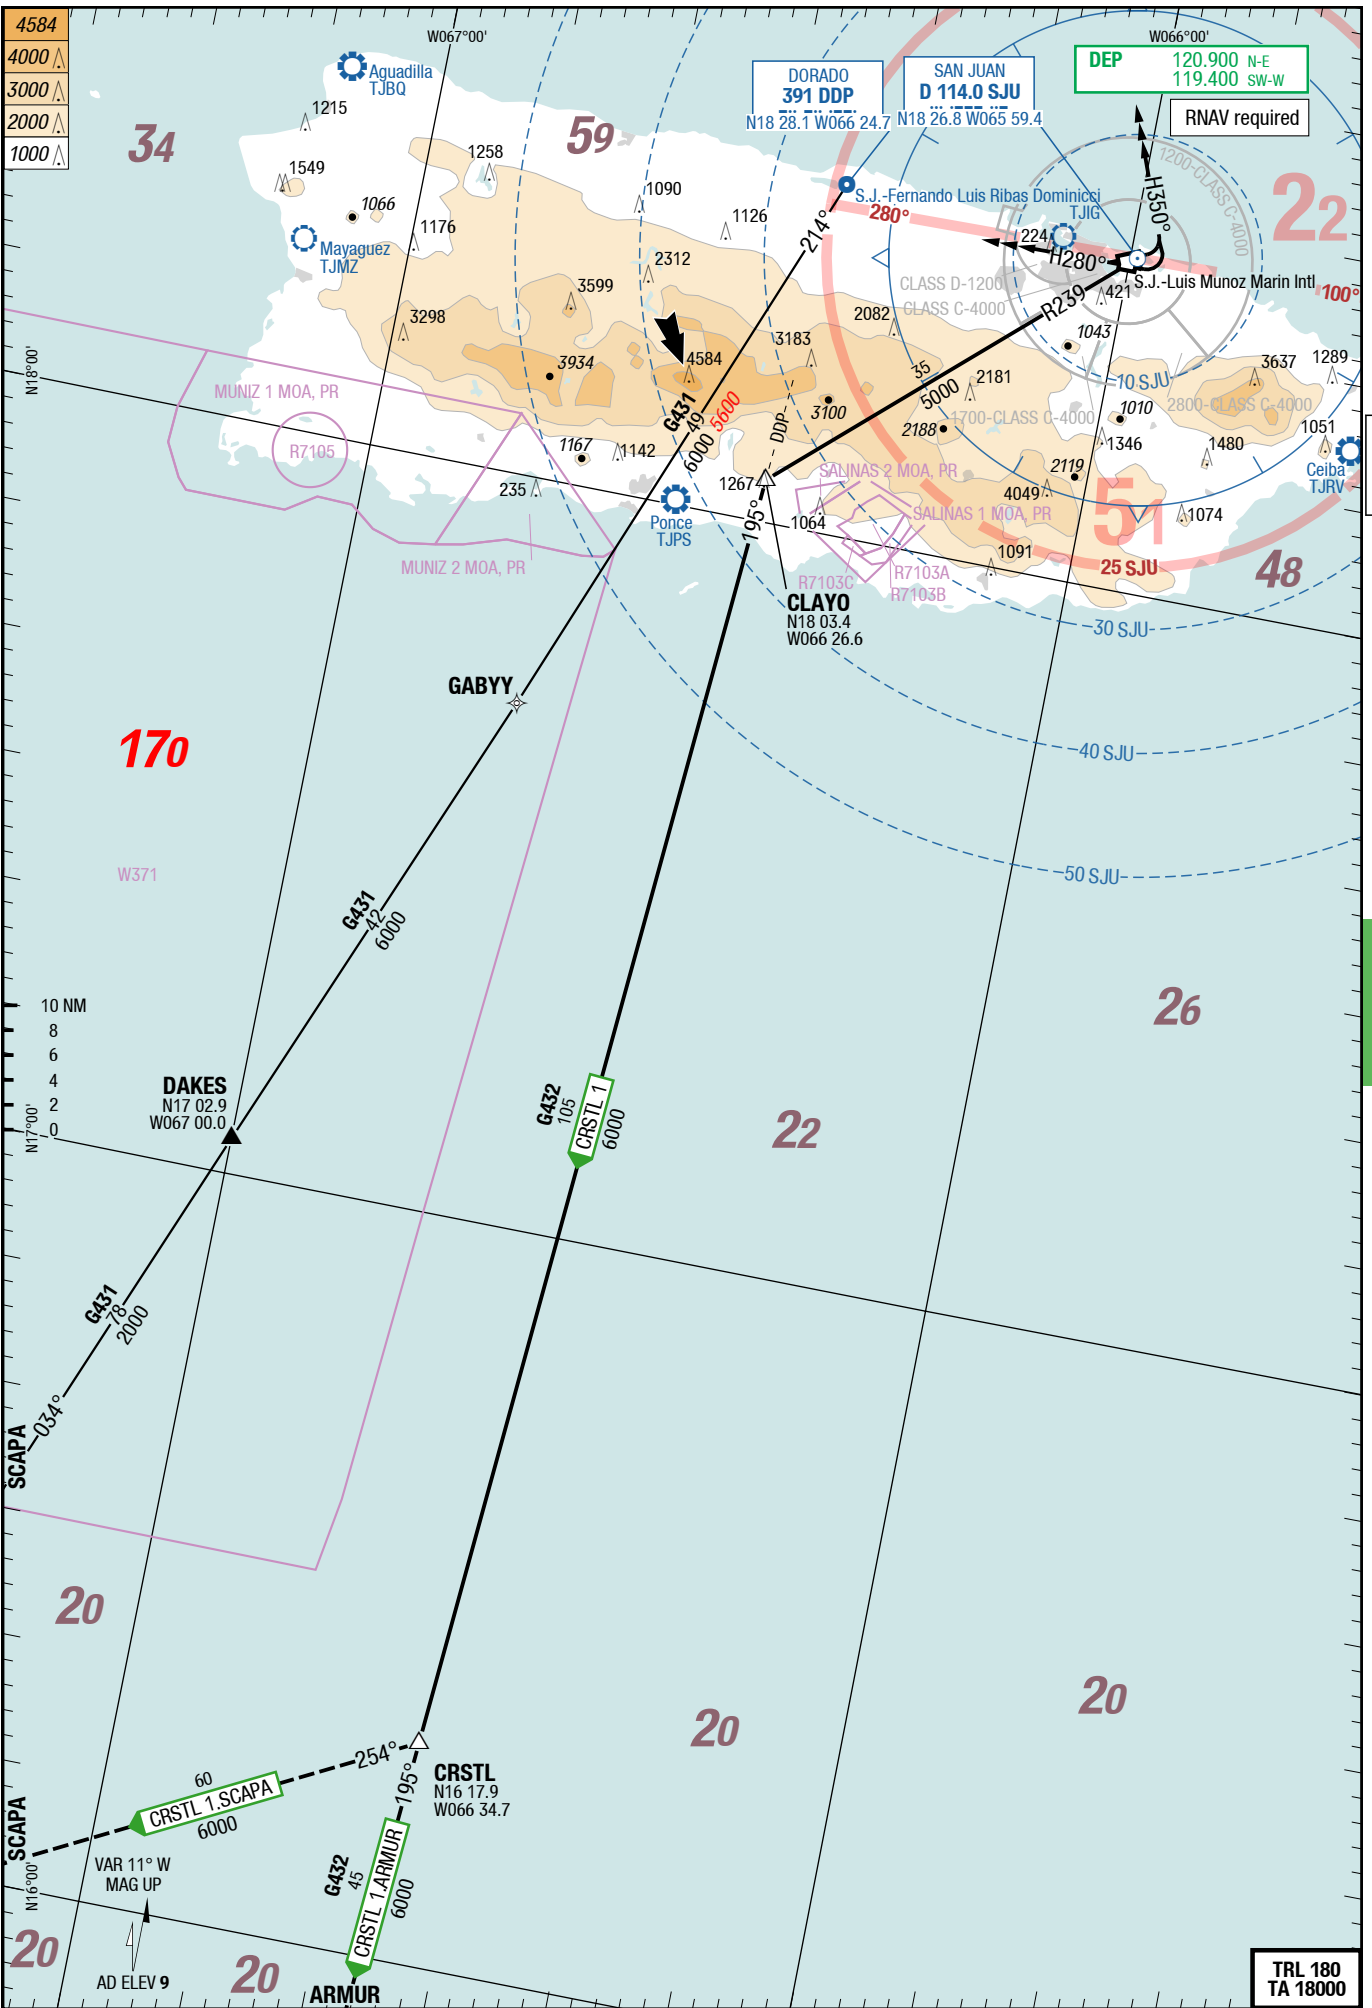 4584
4000
3000
2000
1000
W067°00'
W066°00'
Aguadilla
TJBQ
DORADO
391 DDP
N18 28.1 W066 24.7
SAN JUAN
D 114.0 SJU
N18 26.8 W065 59.4
DEP 120.900 N-E
119.400 SW-W
RNAV required
34
59
22
1215
1549
1066
1258
1176
1090
1126
2312
3599
3298
3934
Mayaguez
TJMZ
S.J.-Fernando Luis Ribas Dominicci
TJIG
280°
214°
224
H280°
H350°
1200-CLASS C-4000
CLASS D-1200
CLASS C-4000
S.J.-Luis Munoz Marin Intl
100°
421
R239
1043
2082
3183
4584
35
5000
2181
10 SJU
3637
1289
N18°00'
MUNIZ 1 MOA, PR
R7105
1167
1142
235
G431
49
6000
5600
3100
DDP
2188
1700-CLASS C-4000
1010
2800-CLASS C-4000
1346
1480
1051
Ceiba
TJRV
1267
SALINAS 2 MOA, PR
2119
4049
1064
SALINAS 1 MOA, PR
51
1074
Ponce
TJPS
195°
1091
MUNIZ 2 MOA, PR
R7103C
R7103A
R7103B
25 SJU
48
CLAYO
N18 03.4
W066 26.6
30 SJU
GABYY
170
40 SJU
W371
50 SJU
G431
42
6000
10 NM
8
6
4
2
0
26
DAKES
N17 02.9
W067 00.0
N17°00'
G432
105
CRSTL 1
6000
22
G431
78
2000
034°
SCAPA
20
20
20
254°
CRSTL
N16 17.9
W066 34.7
195°
60
CRSTL 1.SCAPA
6000
SCAPA
VAR 11° W
MAG UP
N16°00'
G432
45
CRSTL 1.ARMUR
6000
20
AD ELEV 9
20
ARMUR
TRL 180
TA 18000